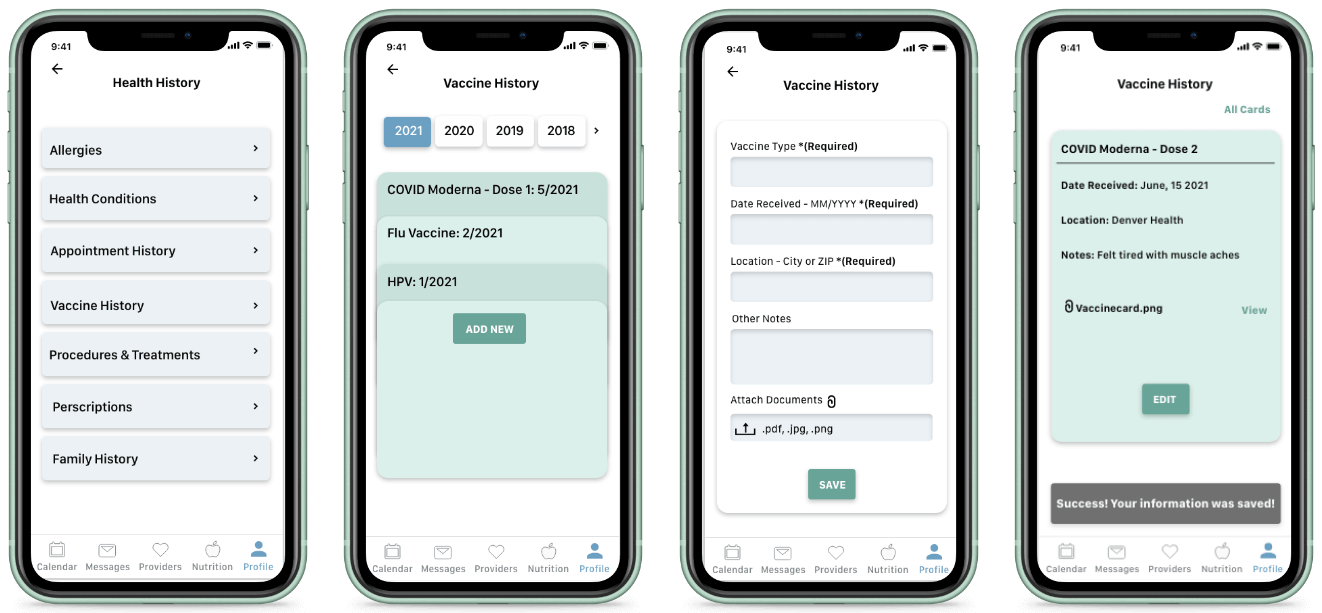 9:41
Health History
Allergies
Health Conditions
Appointment History
Vaccine History
Procedures & Treatments
Perscriptions
Family History
Calendar Messages Providers Nutrition Profile
9:41
Vaccine History
2021 2020 2019 2018
COVID Moderna - Dose 1: 5/2021
Flu Vaccine: 2/2021
HPV: 1/2021
ADD NEW
Calendar Messages Providers Nutrition Profile
9:41
Vaccine History
Vaccine Type *(Required)
Date Received - MM/YYYY *(Required)
Location - City or ZIP *(Required)
Other Notes
Attach Documents
.pdf, .jpg, .png
SAVE
Calendar Messages Providers Nutrition Profile
9:41
Vaccine History
All Cards
COVID Moderna - Dose 2
Date Received: June, 15 2021
Location: Denver Health
Notes: Felt tired with muscle aches
Vaccinecard.png View
EDIT
Success! Your information was saved!
Calendar Messages Providers Nutrition Profile